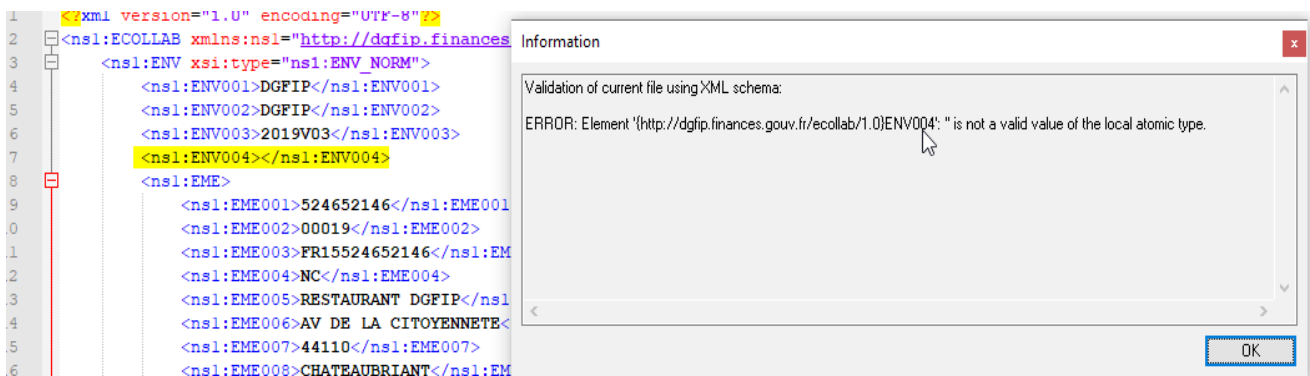 1 <?xml version="1.0" encoding="UTF-8"?>
2 <ns1:ECOLLAB xmlns:ns1="http://dgfip.finances
3 <ns1:ENV xsi:type="ns1:ENV_NORM">
4 <ns1:ENV001>DGFIP</ns1:ENV001>
5 <ns1:ENV002>DGFIP</ns1:ENV002>
6 <ns1:ENV003>2019V03</ns1:ENV003>
7 <ns1:ENV004></ns1:ENV004>
8 <ns1:EME>
9 <ns1:EME001>524652146</ns1:EME001
.0 <ns1:EME002>00019</ns1:EME002>
.1 <ns1:EME003>FR15524652146</ns1:EM
.2 <ns1:EME004>NC</ns1:EME004>
.3 <ns1:EME005>RESTAURANT DGFIP</ns1
.4 <ns1:EME006>AV DE LA CITOYENNETE<
.5 <ns1:EME007>44110</ns1:EME007>
.6 <ns1:EME008>CHATEAUBRIANT</ns1:EM
Information
x
Validation of current file using XML schema:
ERROR: Element '{http://dgfip.finances.gouv.fr/ecollab/1.0}ENV004': '' is not a valid value of the local atomic type.
OK